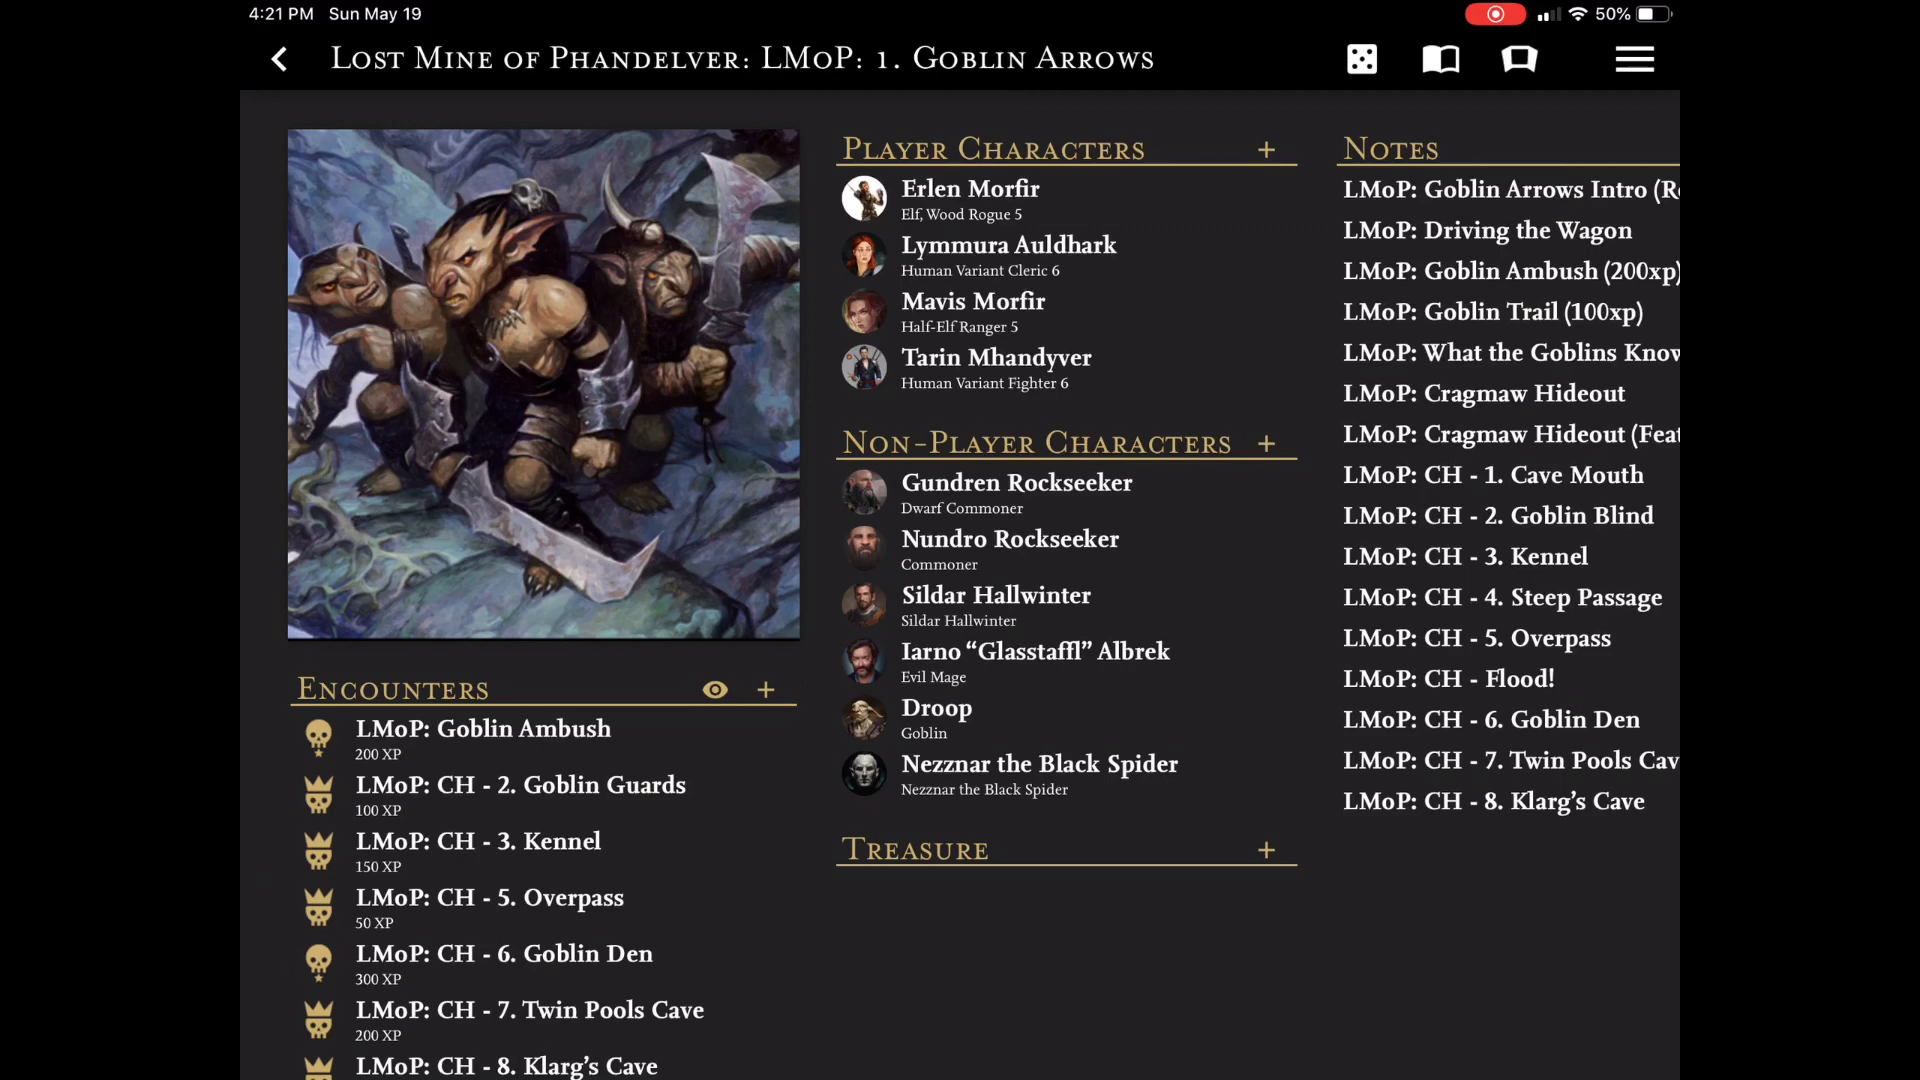 4:21 PM Sun May 19
50%
Lost Mine of Phandelver: LMoP: 1. Goblin Arrows
Encounters
LMoP: Goblin Ambush
200 XP
LMoP: CH - 2. Goblin Guards
100 XP
LMoP: CH - 3. Kennel
150 XP
LMoP: CH - 5. Overpass
50 XP
LMoP: CH - 6. Goblin Den
300 XP
LMoP: CH - 7. Twin Pools Cave
200 XP
LMoP: CH - 8. Klarg's Cave
Player Characters
Erlen Morfir
Elf, Wood Rogue 5
Lymmura Auldhark
Human Variant Cleric 6
Mavis Morfir
Half-Elf Ranger 5
Tarin Mhandyver
Human Variant Fighter 6
Non-Player Characters
Gundren Rockseeker
Dwarf Commoner
Nundro Rockseeker
Commoner
Sildar Hallwinter
Sildar Hallwinter
Iarno “Glasstaffl” Albrek
Evil Mage
Droop
Goblin
Nezznar the Black Spider
Nezznar the Black Spider
Treasure
Notes
LMoP: Goblin Arrows Intro
LMoP: Driving the Wagon
LMoP: Goblin Ambush (200xp)
LMoP: Goblin Trail (100xp)
LMoP: What the Goblins Know
LMoP: Cragmaw Hideout
LMoP: Cragmaw Hideout (Feat
LMoP: CH - 1. Cave Mouth
LMoP: CH - 2. Goblin Blind
LMoP: CH - 3. Kennel
LMoP: CH - 4. Steep Passage
LMoP: CH - 5. Overpass
LMoP: CH - Flood!
LMoP: CH - 6. Goblin Den
LMoP: CH - 7. Twin Pools Cav
LMoP: CH - 8. Klarg's Cave